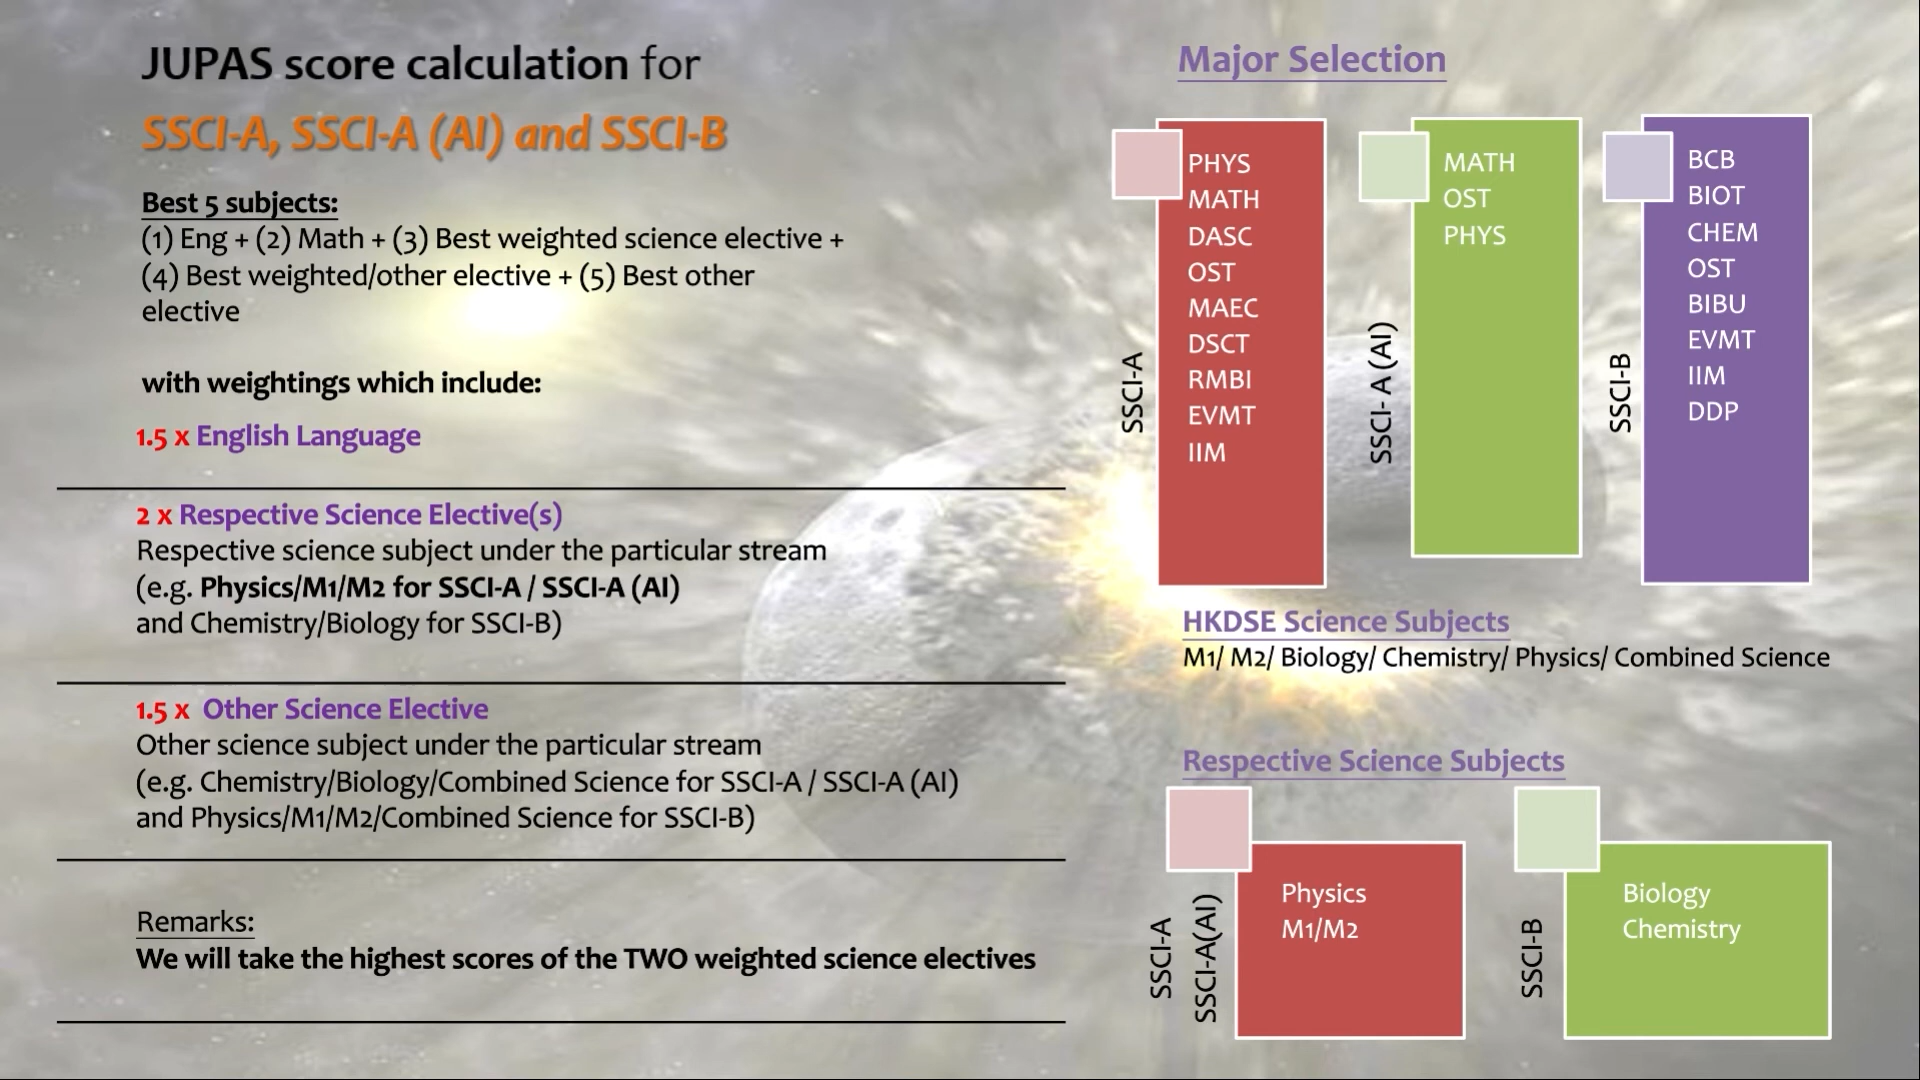 JUPAS score calculation for
SSCI-A, SSCI-A (AI) and SSCI-B
Best 5 subjects:
(1) Eng + (2) Math + (3) Best weighted science elective +
(4) Best weighted/other elective + (5) Best other
elective
with weightings which include:
1.5 x English Language
2 x Respective Science Elective(s)
Respective science subject under the particular stream
(e.g. Physics/M1/M2 for SSCI-A / SSCI-A (AI)
and Chemistry/Biology for SSCI-B)
1.5 x Other Science Elective
Other science subject under the particular stream
(e.g. Chemistry/Biology/Combined Science for SSCI-A / SSCI-A (AI)
and Physics/M1/M2/Combined Science for SSCI-B)
Remarks:
We will take the highest scores of the TWO weighted science electives
Major Selection
SSCI-A
PHYS
MATH
DASC
OST
MAEC
DSCT
RMBI
EVMT
IIM
SSCI- A (AI)
MATH
OST
PHYS
SSCI-B
BCB
BIOT
CHEM
OST
BIBU
EVMT
IIM
DDP
HKDSE Science Subjects
M1/ M2/ Biology/ Chemistry/ Physics/ Combined Science
Respective Science Subjects
SSCI-A
SSCI-A(AI)
Physics
M1/M2
SSCI-B
Biology
Chemistry